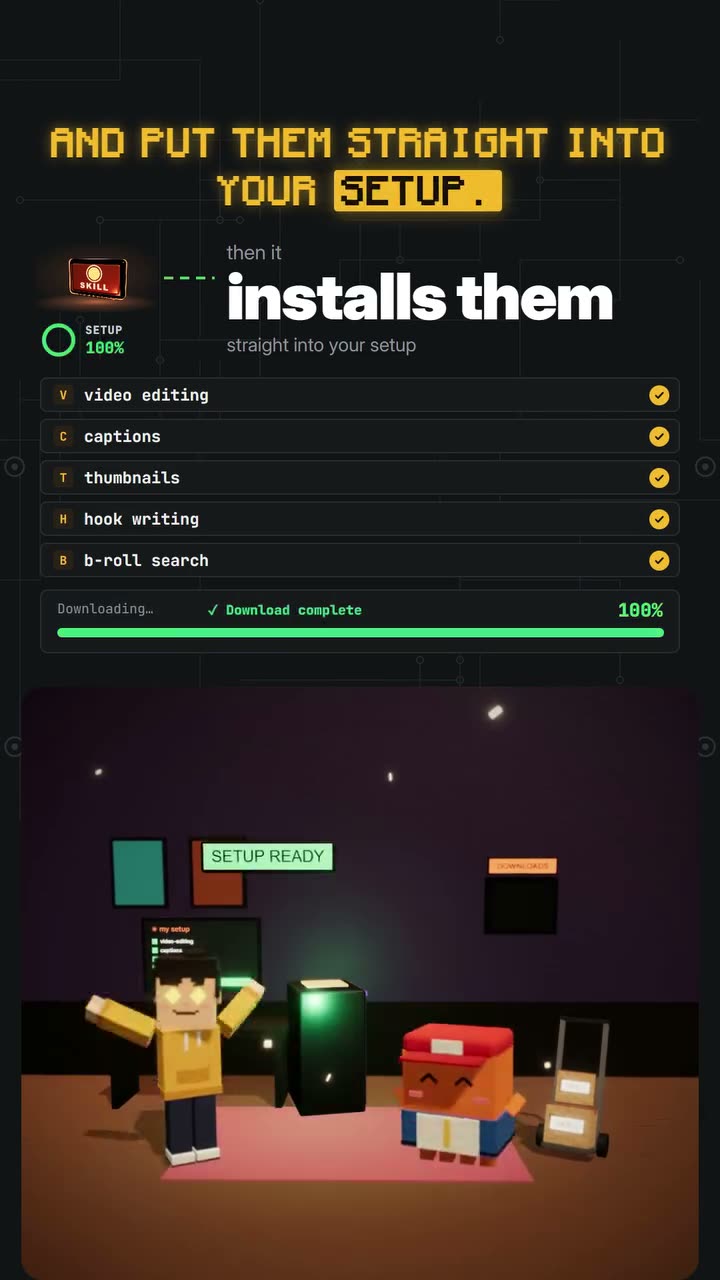 AND PUT THEM STRAIGHT INTO
YOUR SETUP.
then it
SKILL
installs them
SETUP
100%
straight into your setup
V video editing
C captions
T thumbnails
H hook writing
B b-roll search
Downloading… ✓ Download complete 100%
SETUP READY
DOWNLOADS
my setup
video-editing
captions